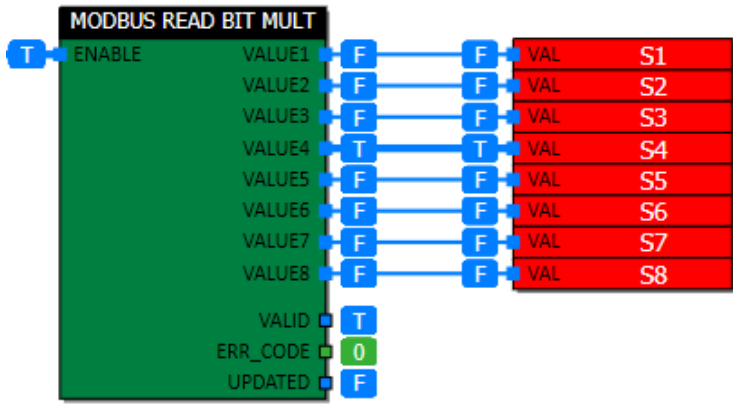 MODBUS READ BIT MULT
T ENABLE VALUE1 F F VAL S1
VALUE2 F F VAL S2
VALUE3 F F VAL S3
VALUE4 T T VAL S4
VALUE5 F F VAL S5
VALUE6 F F VAL S6
VALUE7 F F VAL S7
VALUE8 F F VAL S8
VALID T
ERR_CODE 0
UPDATED F